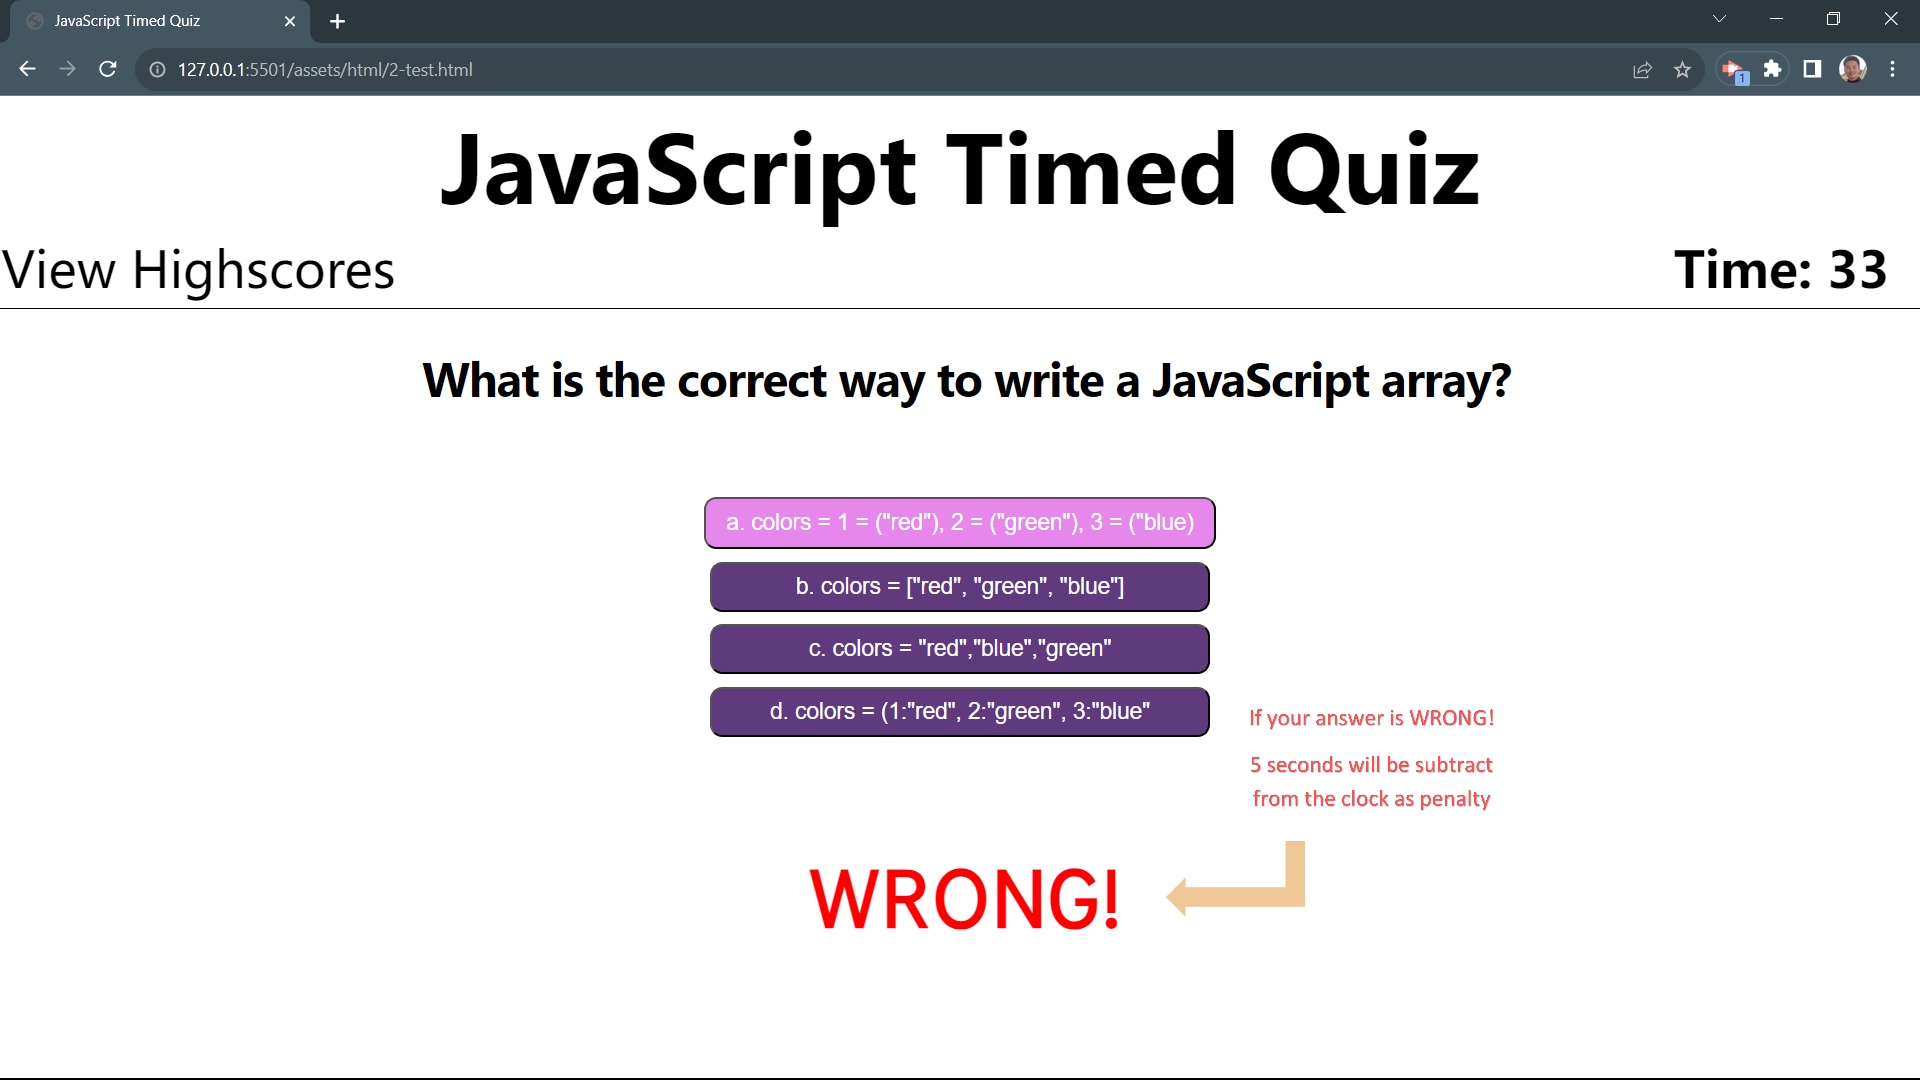 JavaScript Timed Quiz
127.0.0.1:5501/assets/html/2-test.html
1
JavaScript Timed Quiz
View Highscores
Time: 33
What is the correct way to write a JavaScript array?
a. colors = 1 = ("red"), 2 = ("green"), 3 = ("blue)
b. colors = ["red", "green", "blue"]
c. colors = "red","blue","green"
d. colors = (1:"red", 2:"green", 3:"blue"
If your answer is WRONG!
5 seconds will be subtract
from the clock as penalty
WRONG!